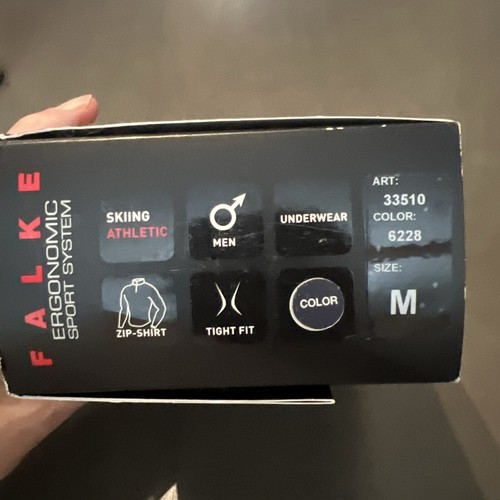 FALKE
ERGONOMIC
SPORT SYSTEM
SKIING
ATHLETIC
MEN
UNDERWEAR
ZIP-SHIRT
TIGHT FIT
COLOR
ART:
33510
COLOR:
6228
SIZE:
M